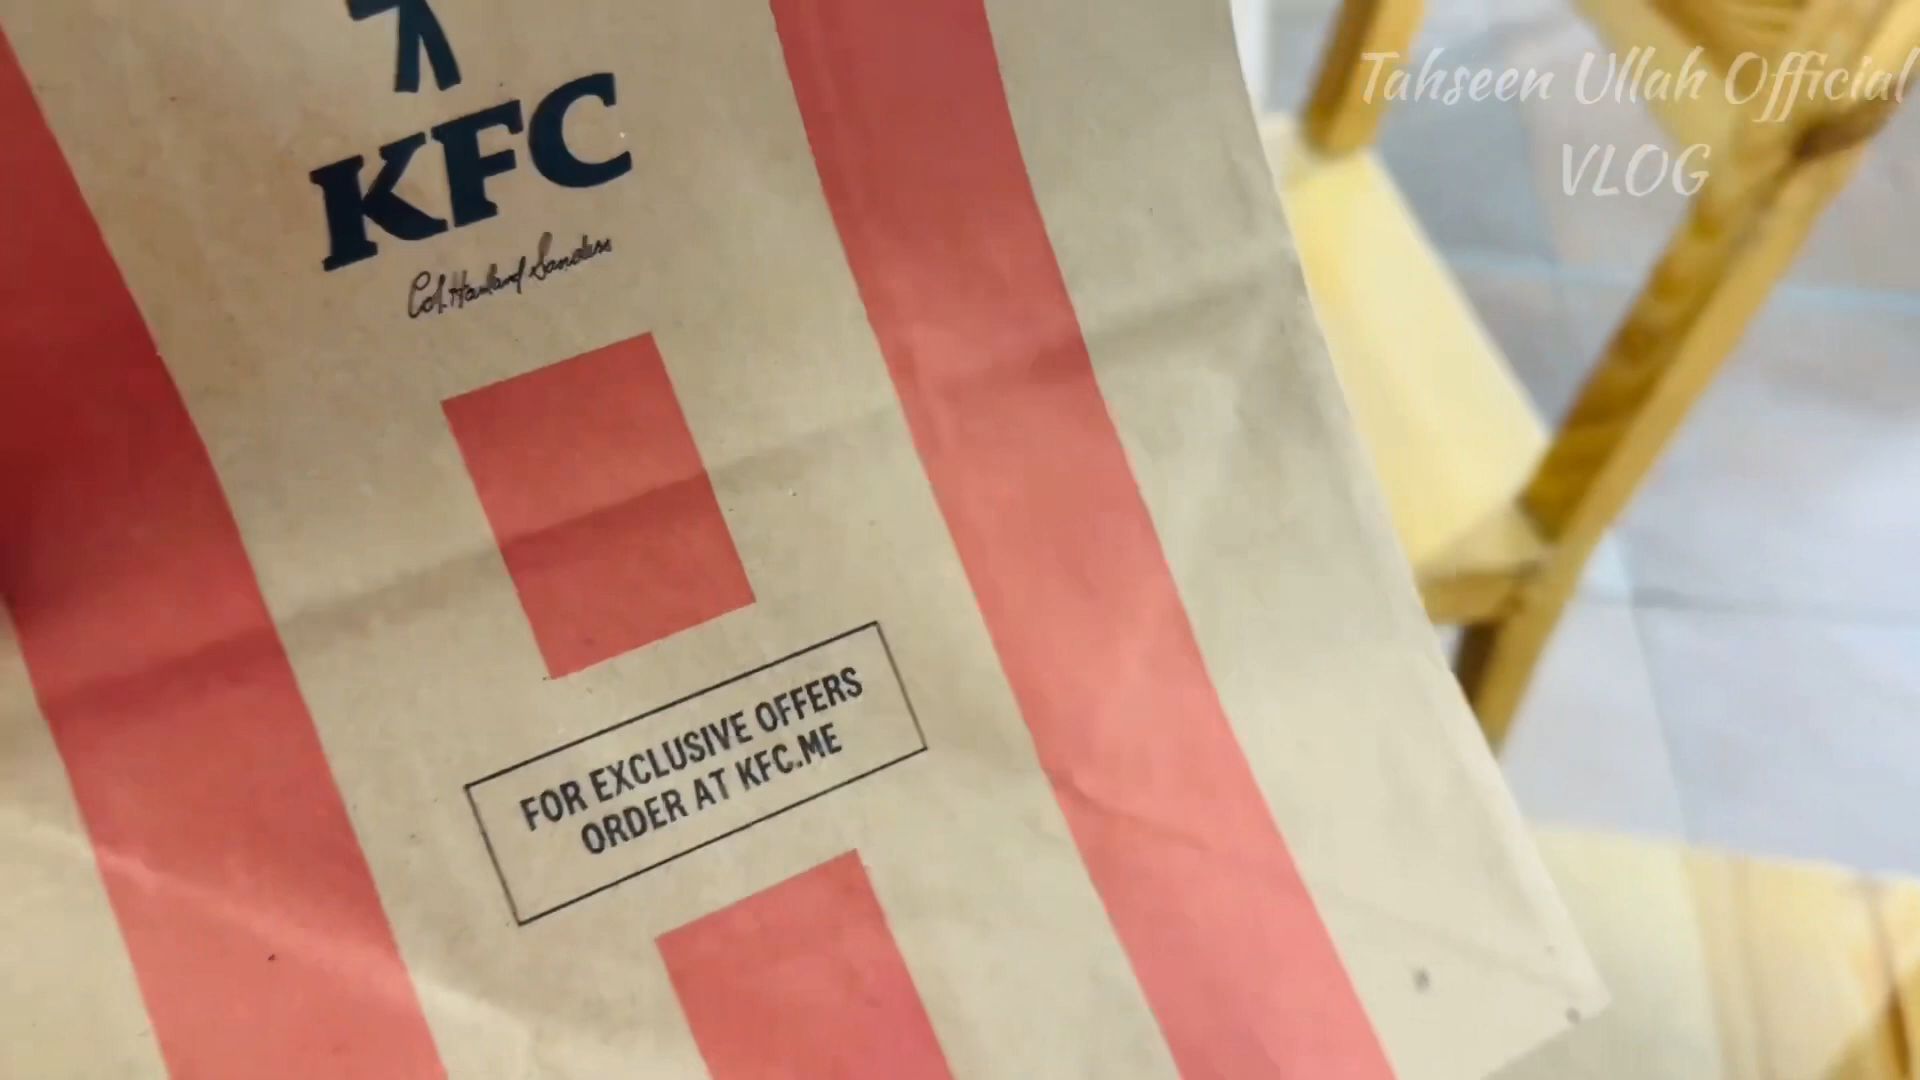 Tahseen Ullah Official
VLOG
KFC
Col. Harland Sanders
FOR EXCLUSIVE OFFERS
ORDER AT KFC.ME